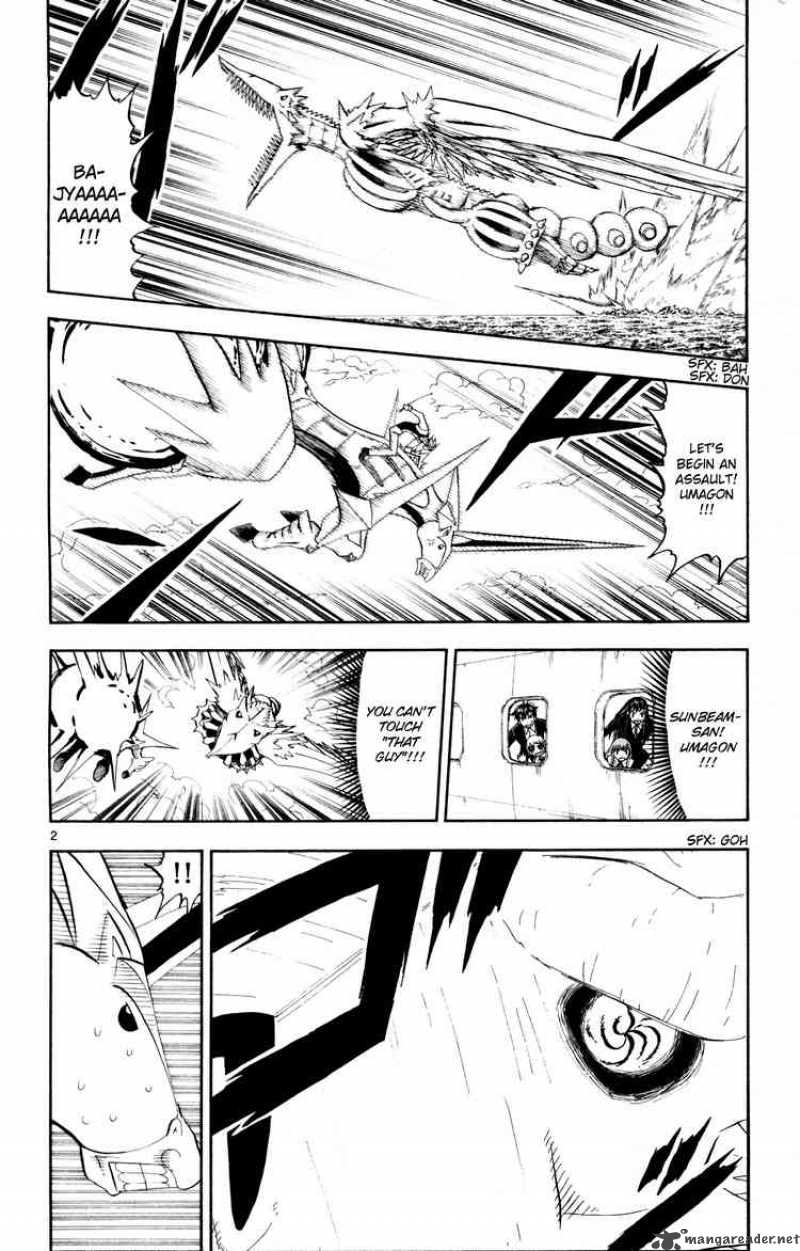 BA-
JYAAAA-
AAAAAA
!!!
SFX: BAH
SFX: DON
LET'S
BEGIN AN
ASSAULT!
UMAGON
!!!
SUNBEAM-
SAN!
UMAGON
!!!
YOU CAN'T
TOUCH
"THAT
GUY"!!!
2
SFX: GOH
!!
mangareader.net